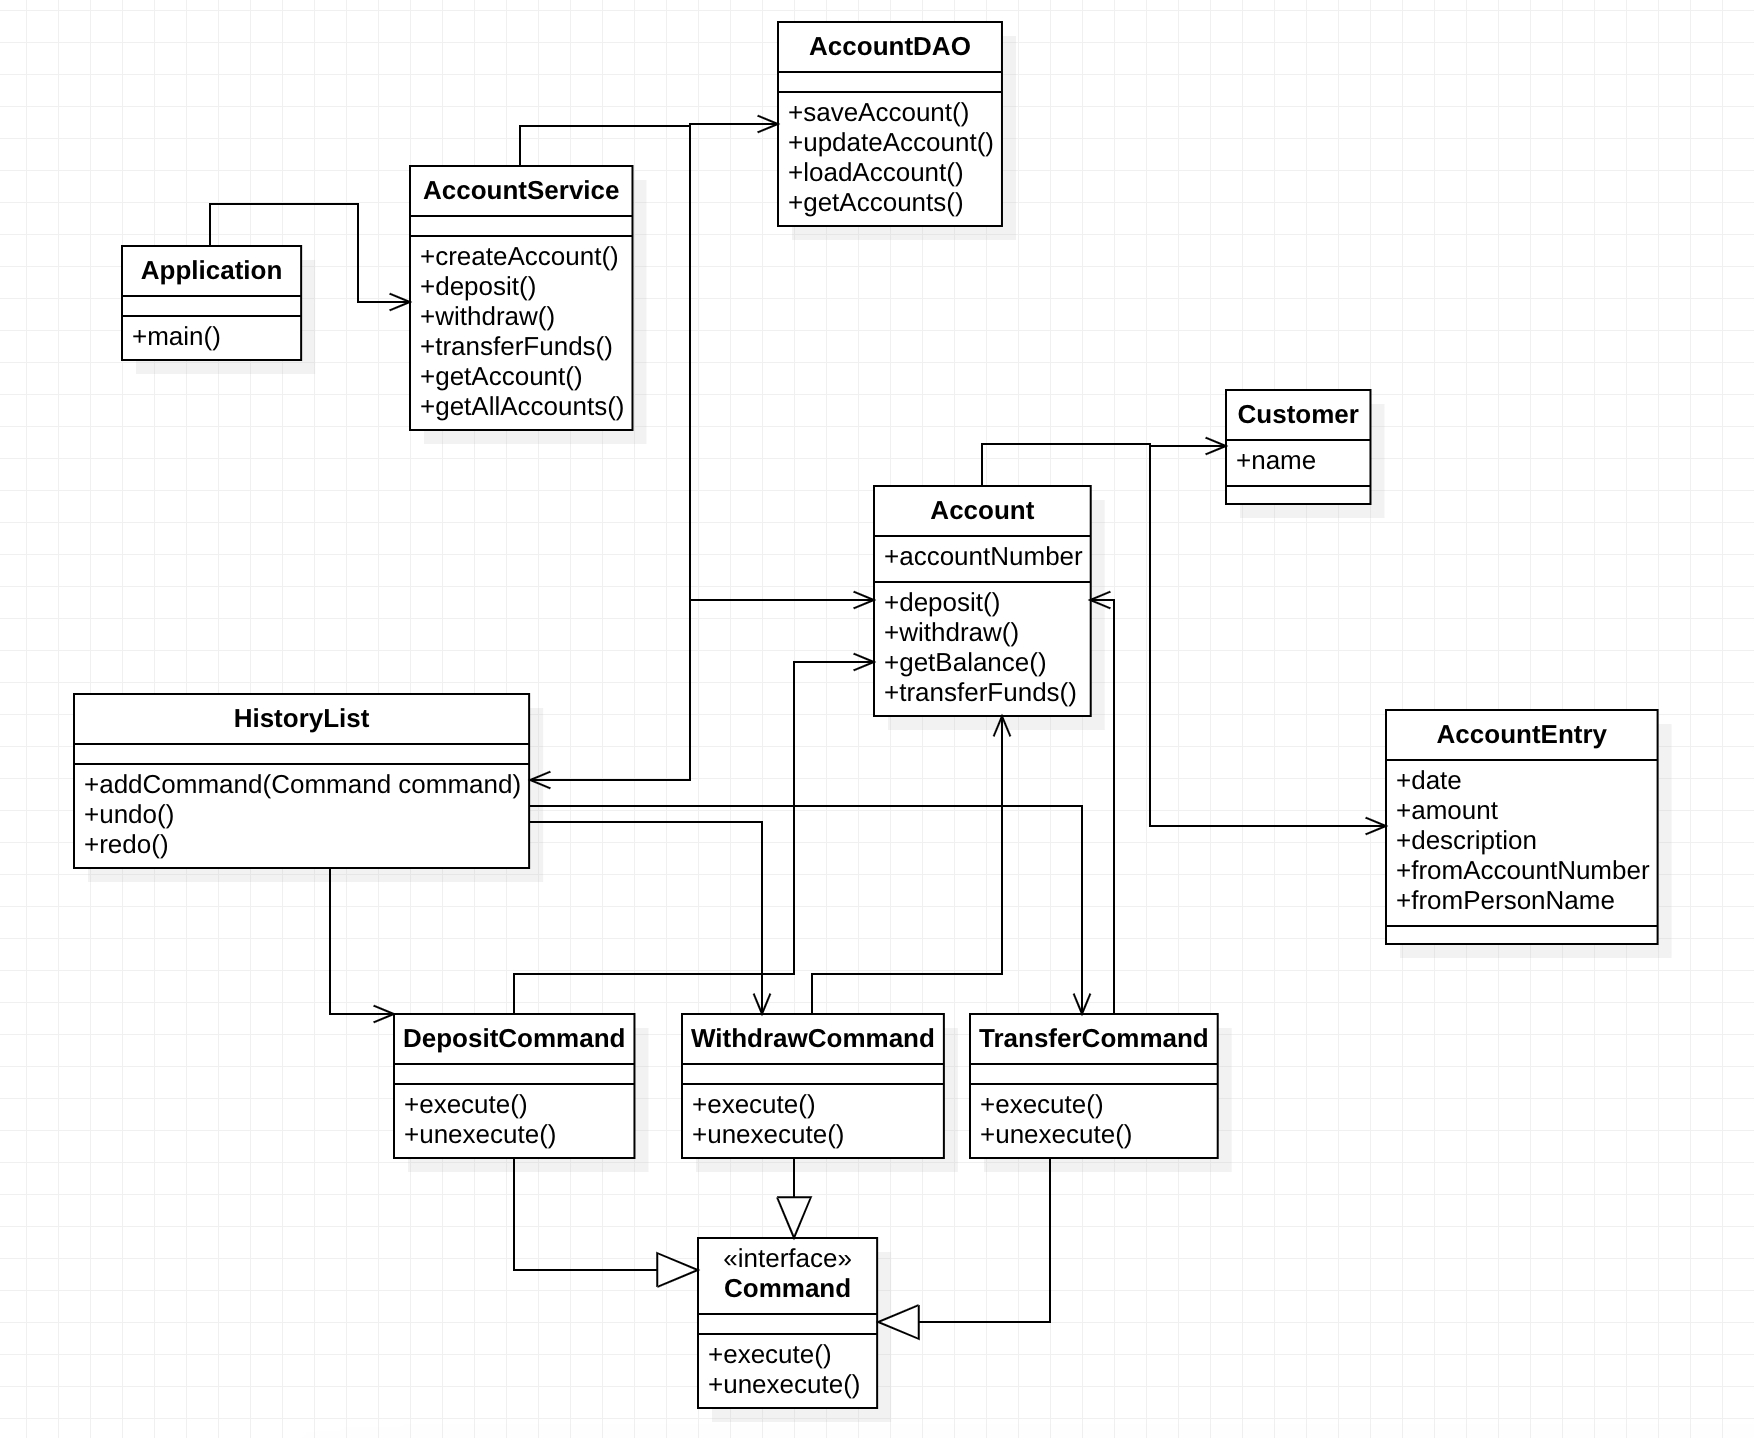 AccountDAO
+saveAccount()
+updateAccount()
+loadAccount()
+getAccounts()
AccountService
+createAccount()
+deposit()
+withdraw()
+transferFunds()
+getAccount()
+getAllAccounts()
Application
+main()
Customer
+name
Account
+accountNumber
+deposit()
+withdraw()
+getBalance()
+transferFunds()
HistoryList
+addCommand(Command command)
+undo()
+redo()
AccountEntry
+date
+amount
+description
+fromAccountNumber
+fromPersonName
DepositCommand
+execute()
+unexecute()
WithdrawCommand
+execute()
+unexecute()
TransferCommand
+execute()
+unexecute()
«interface»
Command
+execute()
+unexecute()